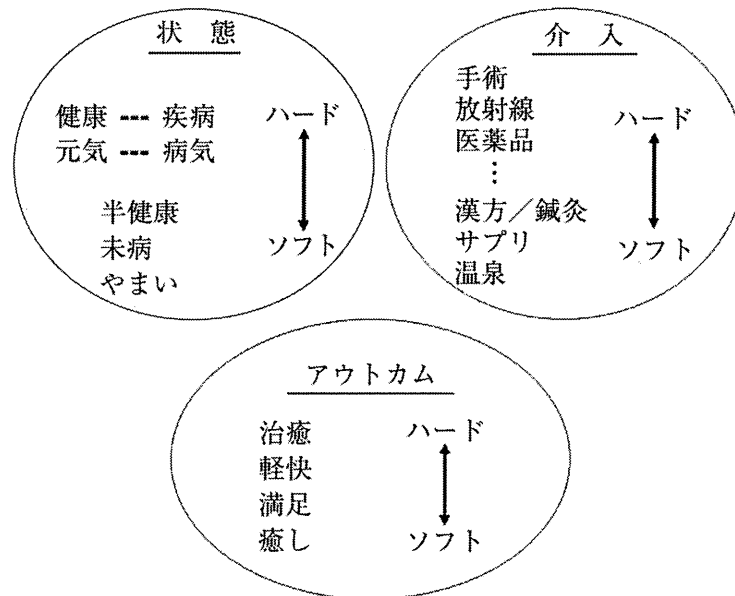 状 態
健康 --- 疾病
元気 --- 病気
半健康
未病
やまい
ハード
ソフト
介 入
手術
放射線
医薬品
⋮
漢方／鍼灸
サプリ
温泉
ハード
ソフト
アウトカム
治癒
軽快
満足
癒し
ハード
ソフト